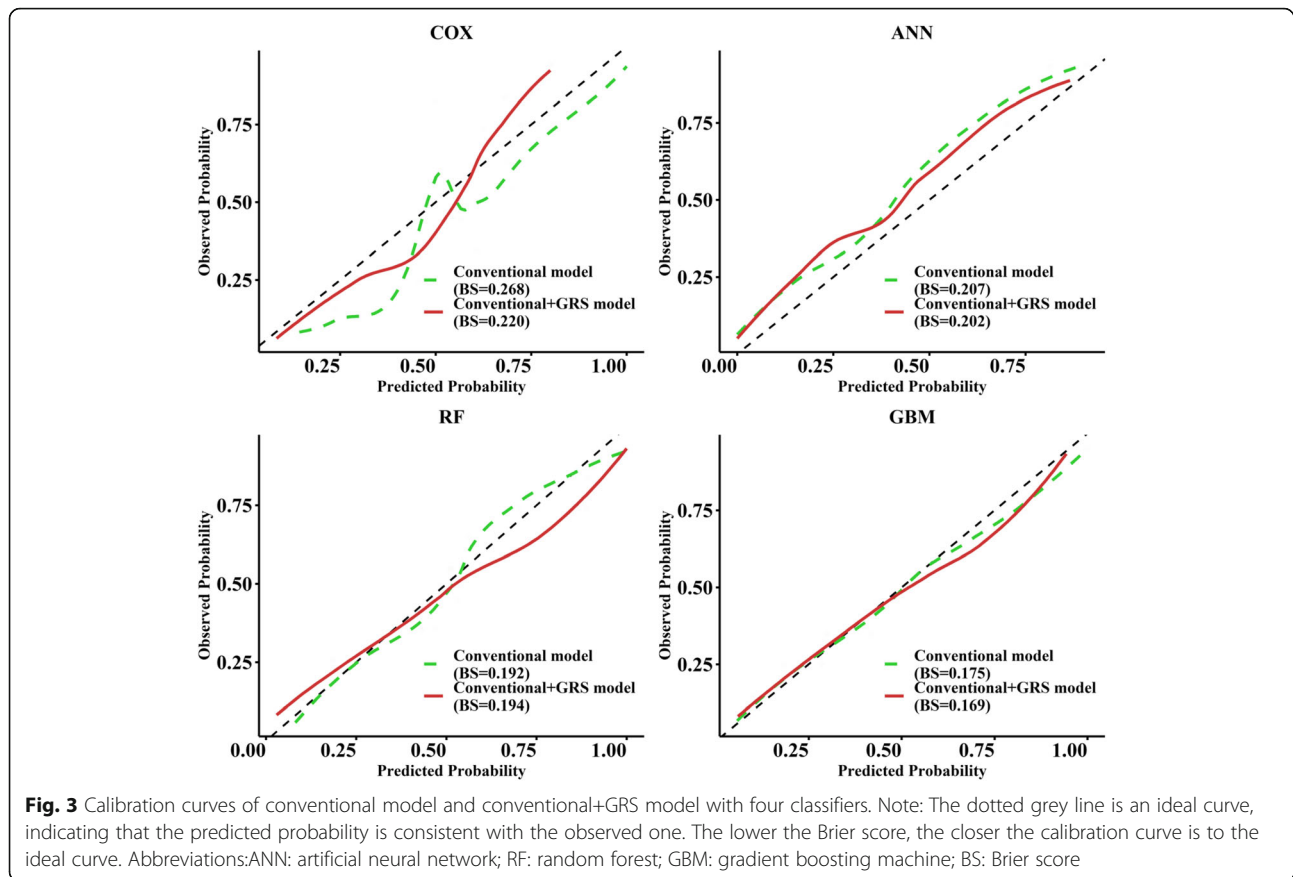 COX
Observed Probability
0.75
0.50
0.25
Conventional model
(BS=0.268)
Conventional+GRS model
(BS=0.220)
0.25
0.50
0.75
1.00
Predicted Probability
ANN
Observed Probability
0.75
0.50
0.25
Conventional model
(BS=0.207)
Conventional+GRS model
(BS=0.202)
0.00
0.25
0.50
0.75
Predicted Probability
RF
Observed Probability
0.75
0.50
0.25
Conventional model
(BS=0.192)
Conventional+GRS model
(BS=0.194)
0.00
0.25
0.50
0.75
1.00
Predicted Probability
GBM
Observed Probability
0.75
0.50
0.25
Conventional model
(BS=0.175)
Conventional+GRS model
(BS=0.169)
0.25
0.50
0.75
1.00
Predicted Probability
Fig. 3 Calibration curves of conventional model and conventional+GRS model with four classifiers. Note: The dotted grey line is an ideal curve,
indicating that the predicted probability is consistent with the observed one. The lower the Brier score, the closer the calibration curve is to the
ideal curve. Abbreviations:ANN: artificial neural network; RF: random forest; GBM: gradient boosting machine; BS: Brier score